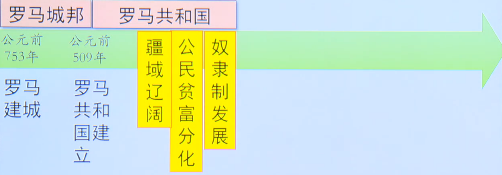 罗马城邦
罗马共和国
公元前
753年
公元前
509年
罗马
建城
罗马
共和
国建
立
疆域辽阔
公民贫富分化
奴隶制发展